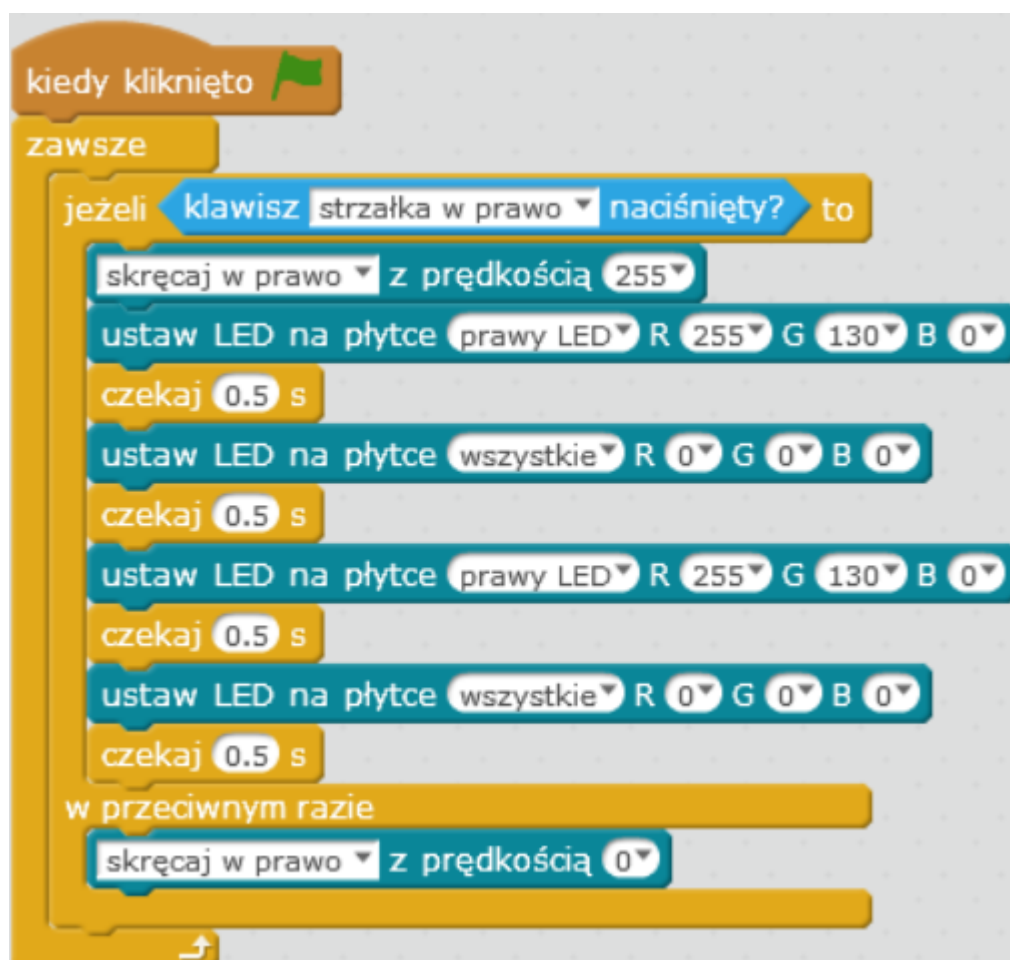 kiedy kliknięto
zawsze
jeżeli klawisz strzałka w prawo naciśnięty? to
skręcaj w prawo z prędkością 255
ustaw LED na płytce prawy LED R 255 G 130 B 0
czekaj 0.5 s
ustaw LED na płytce wszystkie R 0 G 0 B 0
czekaj 0.5 s
ustaw LED na płytce prawy LED R 255 G 130 B 0
czekaj 0.5 s
ustaw LED na płytce wszystkie R 0 G 0 B 0
czekaj 0.5 s
w przeciwnym razie
skręcaj w prawo z prędkością 0